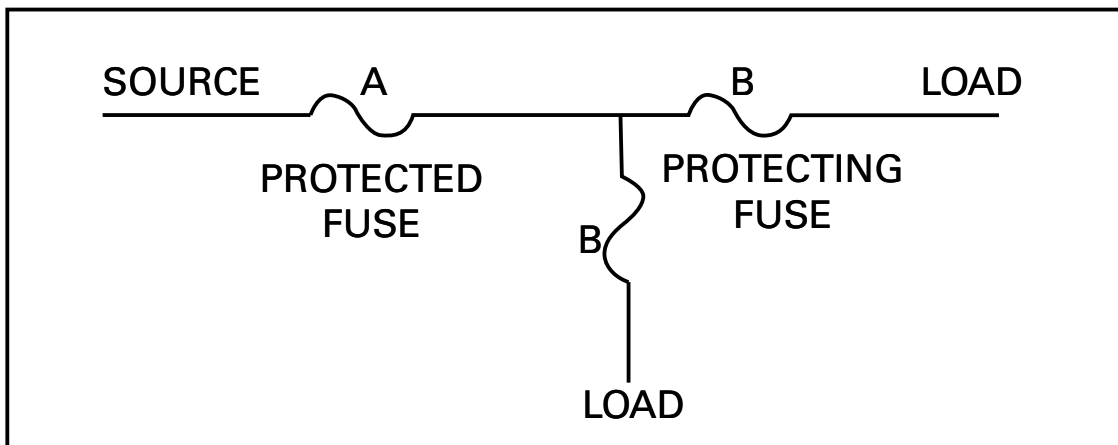 SOURCE A B LOAD
PROTECTED
FUSE
PROTECTING
FUSE
B
LOAD